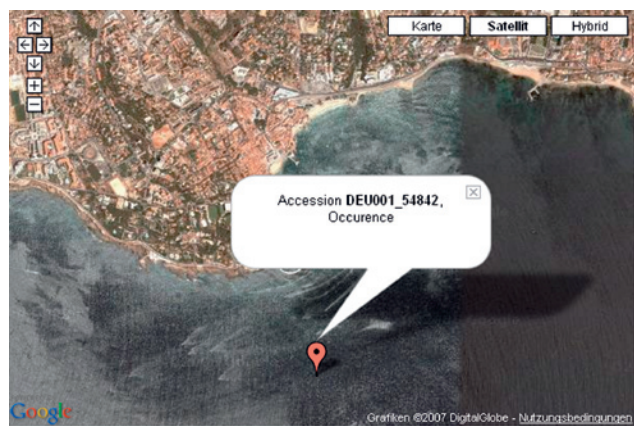 Karte
Satellit
Hybrid
Accession DEU001_54842,
Occurence
Google
Grafiken ©2007 DigitalGlobe - Nutzungsbedingungen